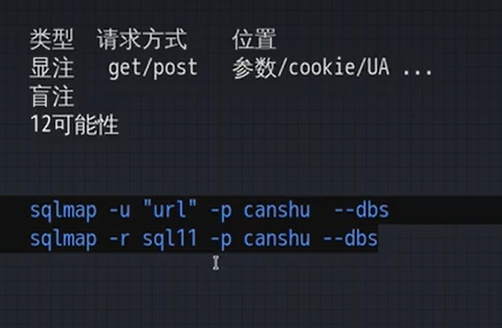 类型 请求方式 位置
显注 get/post 参数/cookie/UA ...
盲注
12可能性
sqlmap -u "url" -p canshu --dbs
sqlmap -r sql11 -p canshu --dbs